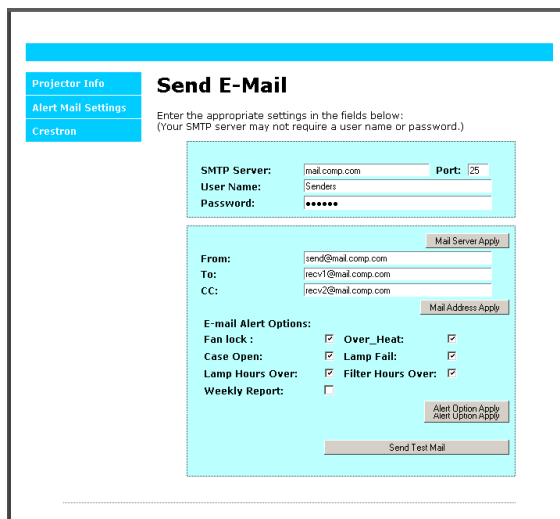 Projector Info
Alert Mail Settings
Crestron
Send E-Mail
Enter the appropriate settings in the fields below:
(Your SMTP server may not require a user name or password.)
SMTP Server: mail.comp.com Port: 25
User Name: Senders
Password: ●●●●●●
Mail Server Apply
From: send@mail.comp.com
To: recv1@mail.comp.com
CC: recv2@mail.comp.com
Mail Address Apply
E-mail Alert Options:
Fan lock : Over_Heat:
Case Open: Lamp Fail:
Lamp Hours Over: Filter Hours Over:
Weekly Report:
Alert Option Apply
Alert Option Apply
Send Test Mail